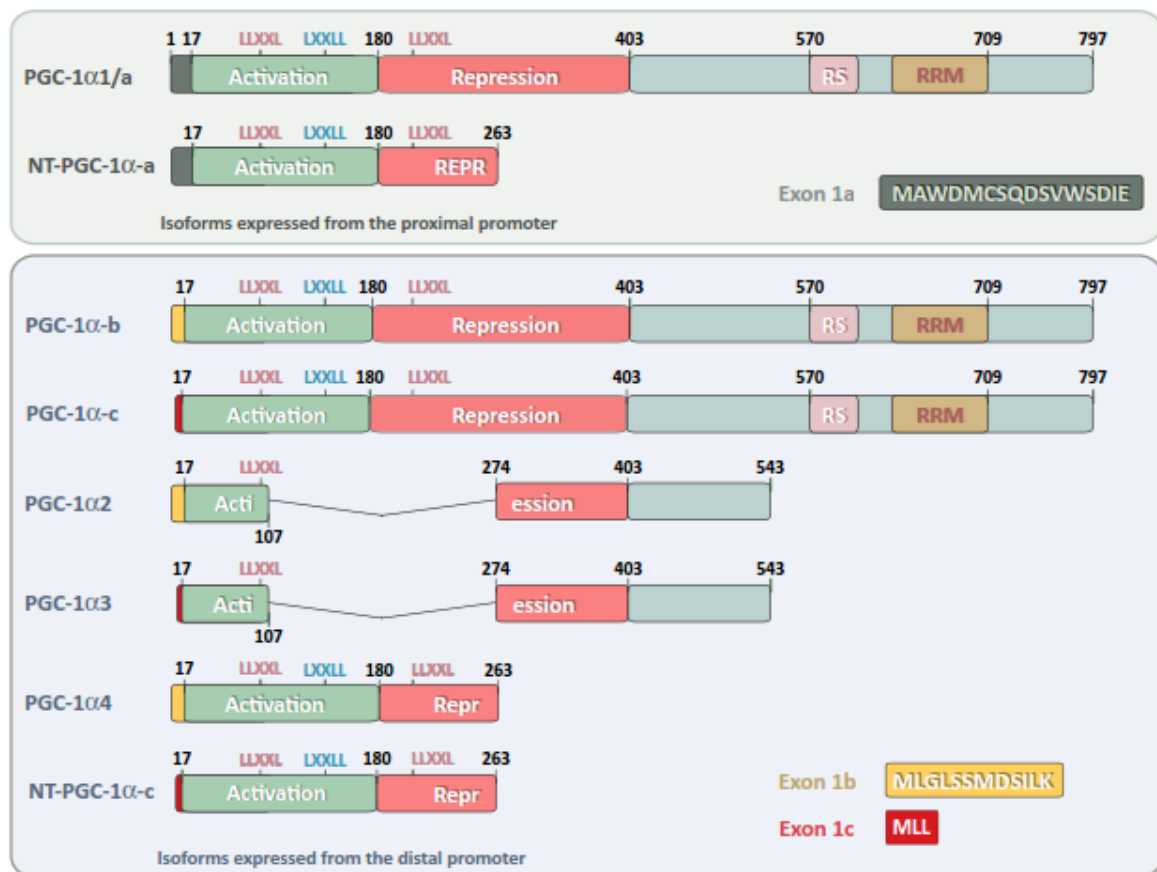 1 17 LLXXL LXXLL 180 LLXXL 403 570 709 797
PGC-1α1/a Activation Repression RS RRM
17 LLXXL LXXLL 180 LLXXL 263
NT-PGC-1α-a Activation REPR
Exon 1a MAWDMCSQDSVWSDIE
Isoforms expressed from the proximal promoter
17 LLXXL LXXLL 180 LLXXL 403 570 709 797
PGC-1α-b Activation Repression RS RRM
17 LLXXL LXXLL 180 LLXXL 403 570 709 797
PGC-1α-c Activation Repression RS RRM
17 LLXXL 274 403 543
PGC-1α2 Acti ession
107
17 LLXXL 274 403 543
PGC-1α3 Acti ession
107
17 LLXXL LXXLL 180 LLXXL 263
PGC-1α4 Activation Repr
17 LLXXL LXXLL 180 LLXXL 263
NT-PGC-1α-c Activation Repr
Exon 1b MLGLSSMDSILK
Exon 1c MLL
Isoforms expressed from the distal promoter